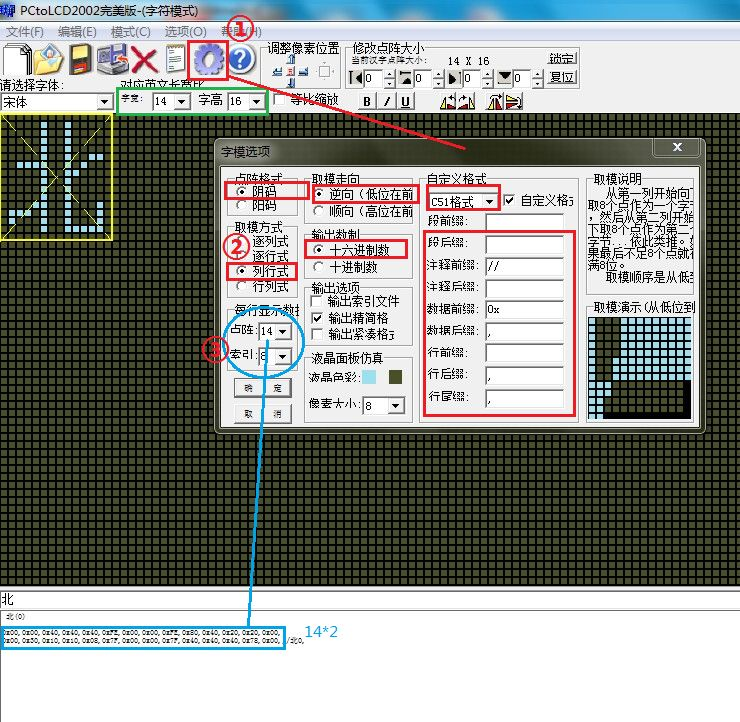 PCtoLCD2002完美版-(字符模式)
文件(F) 编辑(E) 模式(C) 选项(O) 帮助(H)
①
调整像素位置
修改点阵大小
当前汉字点阵大小: 14 X 16
锁定
0 0 0 0
复位
请选择字体:
对应英文长宽比
宋体
字宽: 14 字高 16
等比缩放
B I U
字模选项
X
点阵格式
阴码
阳码
取模方式
②
逐列式
逐行式
列行式
行列式
每行显示数据
③
点阵: 14
索引: 8
确 定
取 消
取模走向
逆向(低位在前
顺向(高位在前
输出数制
十六进制数
十进制数
输出选项
输出索引文件
输出精简格
输出紧凑格式
液晶面板仿真
液晶色彩:
像素大小: 8
自定义格式
C51格式
自定义格式
段前缀:
段后缀:
注释前缀: //
注释后缀:
数据前缀: 0x
数据后缀: ,
行前缀:
行后缀: ,
行尾缀: ,
取模说明
从第一列开始向下
取8个点作为一个字节
,然后从第二列开始
下取8个点作为第二个
字节...依此类推。如
果最后不足8个点就补
满8位。
取模顺序是从低到
取模演示(从低位到
北
北(0)
0x00,0x00,0x40,0x40,0x40,0xFE,0x00,0x00,0xFE,0x80,0x40,0x20,0x20,0x00,
0x00,0x30,0x10,0x10,0x08,0x7F,0x00,0x00,0x7F,0x40,0x40,0x40,0x78,0x00,//北0,
14*2